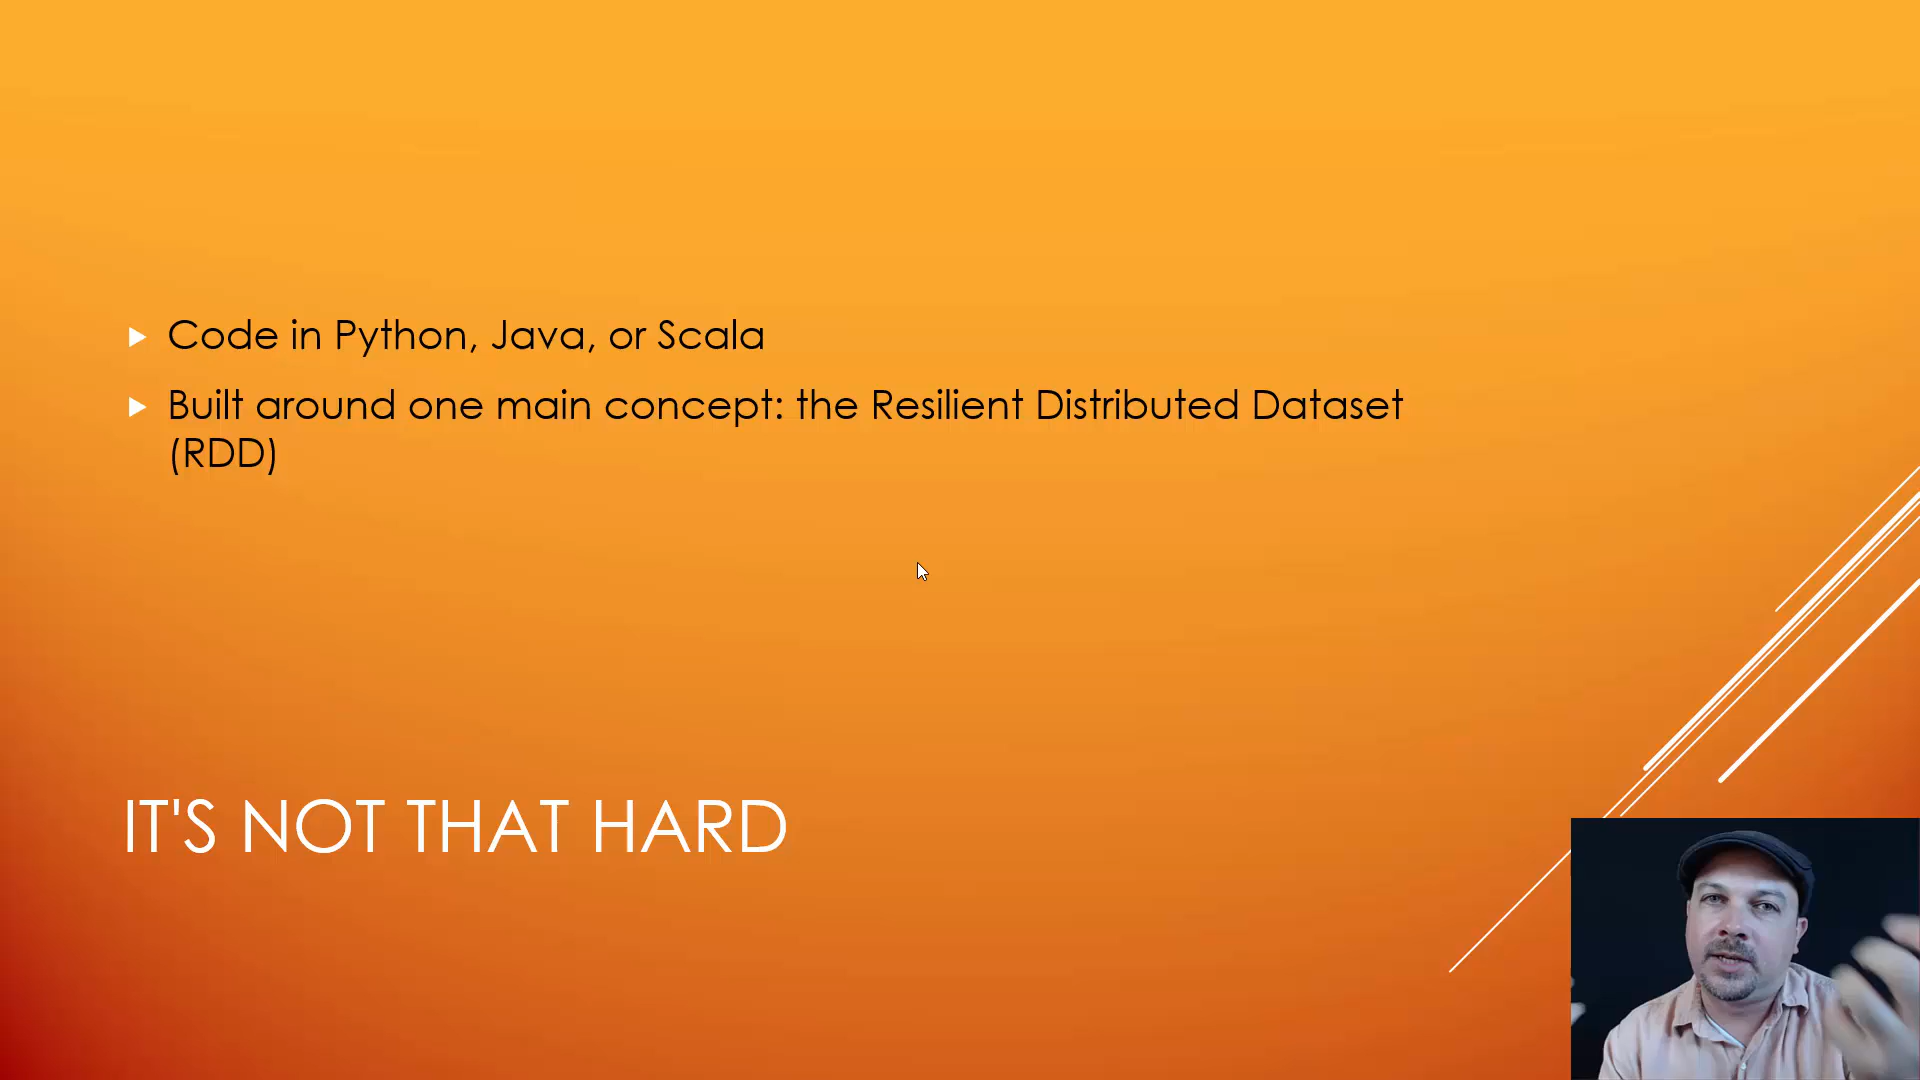 Code in Python, Java, or Scala
Built around one main concept: the Resilient Distributed Dataset
(RDD)
IT'S NOT THAT HARD